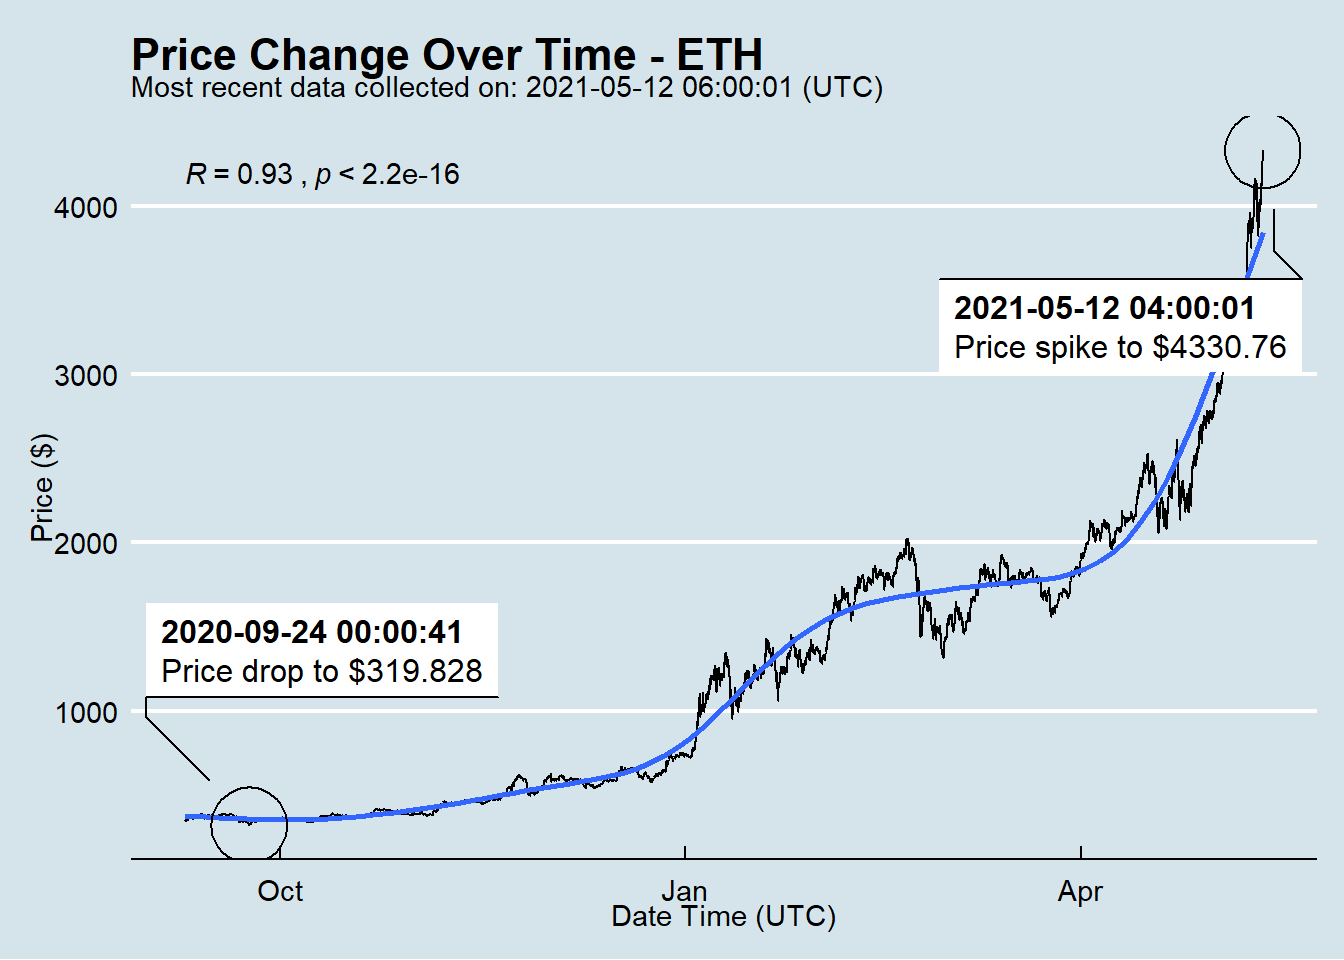 Price Change Over Time - ETH
Most recent data collected on: 2021-05-12 06:00:01 (UTC)
R = 0.93 , p < 2.2e-16
4000
2021-05-12 04:00:01
Price spike to $4330.76
3000
Price ($)
2000
2020-09-24 00:00:41
Price drop to $319.828
1000
Oct Jan Apr
Date Time (UTC)